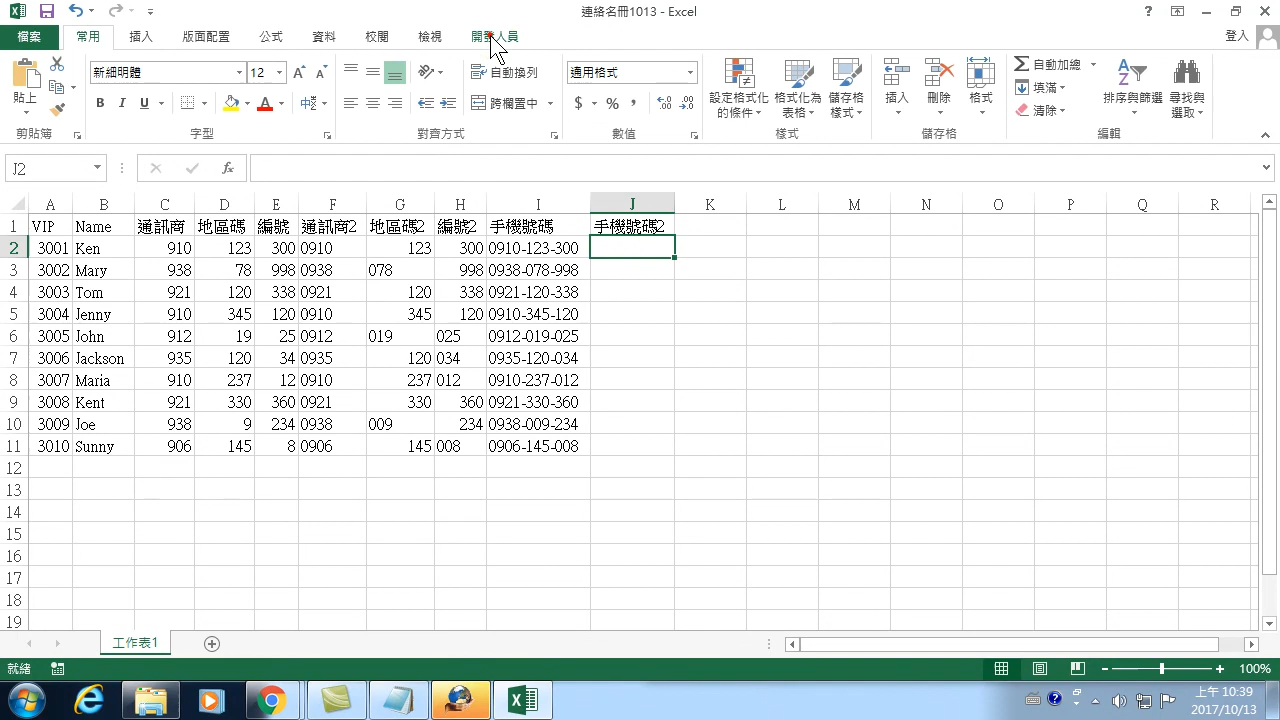 連絡名冊1013 - Excel
?
檔案 常用 插入 版面配置 公式 資料 校閱 檢視 開發人員 登入
新細明體 12 自動換列 適用格式 設定格式化的條件 格式化為表格 儲存格樣式 插入 刪除 格式 自動加總 填滿 清除 排序與篩選 尋找與選取
貼上 B I U 中 跨欄置中 $ % ,
剪貼簿 字型 對齊方式 數值 樣式 儲存格 編輯
J2 fx
A B C D E F G H I J K L M N O P Q R
1 VIP Name 通訊商 地區碼 編號 通訊商2 地區碼2 編號2 手機號碼 手機號碼2
2 3001 Ken 910 123 300 0910 123 300 0910-123-300
3 3002 Mary 938 78 998 0938 078 998 0938-078-998
4 3003 Tom 921 120 338 0921 120 338 0921-120-338
5 3004 Jenny 910 345 120 0910 345 120 0910-345-120
6 3005 John 912 19 25 0912 019 025 0912-019-025
7 3006 Jackson 935 120 34 0935 120 034 0935-120-034
8 3007 Maria 910 237 12 0910 237 012 0910-237-012
9 3008 Kent 921 330 360 0921 330 360 0921-330-360
10 3009 Joe 938 9 234 0938 009 234 0938-009-234
11 3010 Sunny 906 145 8 0906 145 008 0906-145-008
12
13
14
15
16
17
18
19
工作表1
就緒 100%
上午 10:39
2017/10/13